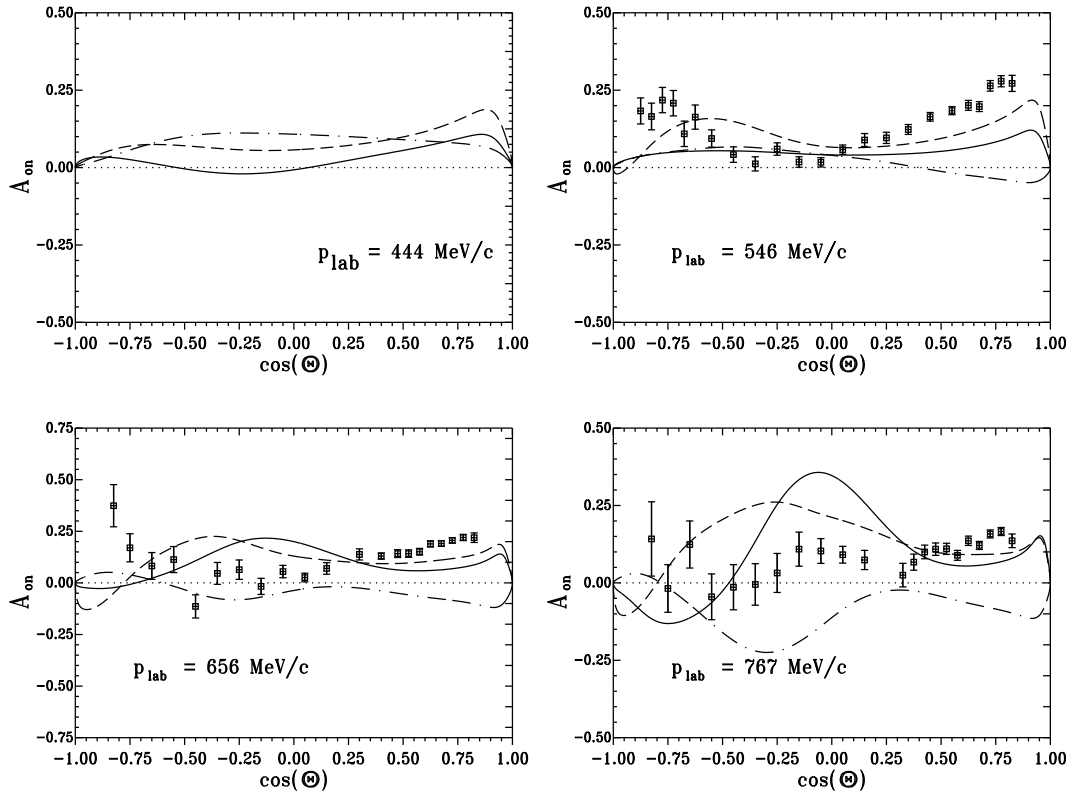 0.50 0.50
0.25 0.25
A on 0.00 A on 0.00
p lab = 444 MeV/c p lab = 546 MeV/c
−0.25 −0.25
−0.50 −0.50
−1.00 −0.75 −0.50 −0.25 0.00 0.25 0.50 0.75 1.00 −1.00 −0.75 −0.50 −0.25 0.00 0.25 0.50 0.75 1.00
cos(Θ) cos(Θ)
0.75 0.50
0.50
0.25 0.25
A on 0.00 A on 0.00
−0.25 −0.25
p lab = 656 MeV/c p lab = 767 MeV/c
−0.50
−0.75 −0.50
−1.00 −0.75 −0.50 −0.25 0.00 0.25 0.50 0.75 1.00 −1.00 −0.75 −0.50 −0.25 0.00 0.25 0.50 0.75 1.00
cos(Θ) cos(Θ)